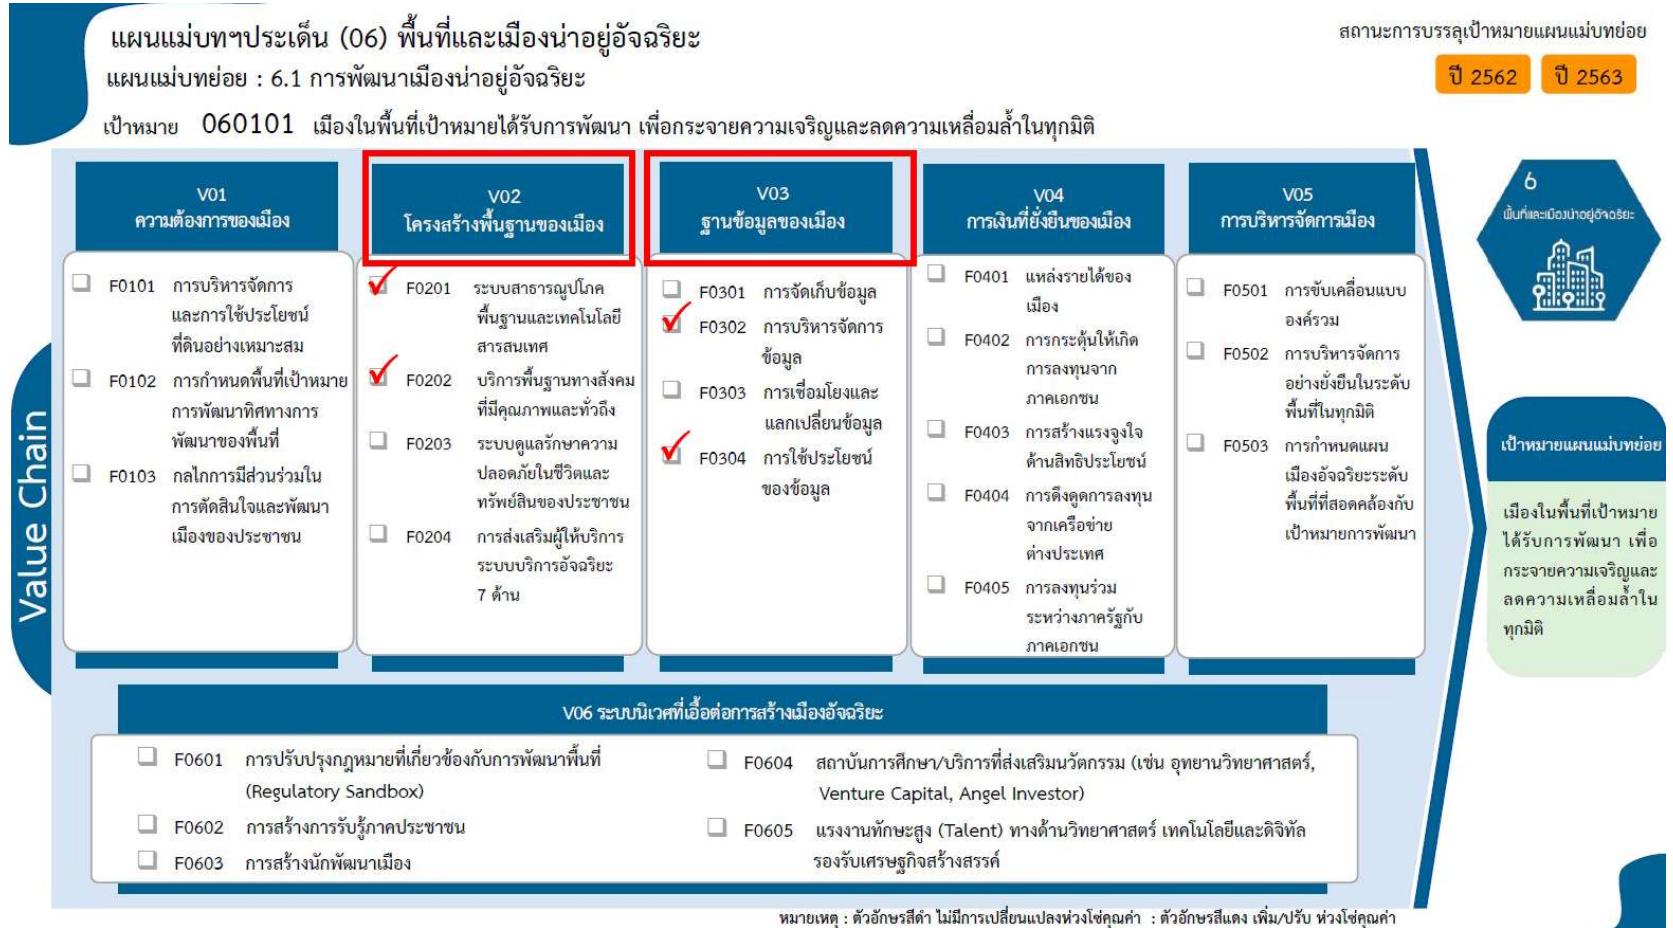 แผนแม่บทฯประเด็น (06) พื้นที่และเมืองน่าอยู่อัจฉริยะ
สถานะการบรรลุเป้าหมายแผนแม่บทย่อย
แผนแม่บทย่อย : 6.1 การพัฒนาเมืองน่าอยู่อัจฉริยะ
ปี 2562
ปี 2563
เป้าหมาย 060101 เมืองในพื้นที่เป้าหมายได้รับการพัฒนา เพื่อกระจายความเจริญและลดความเหลื่อมล้ำในทุกมิติ
Value Chain
V01
ความต้องการของเมือง
F0101 การบริหารจัดการ
และการใช้ประโยชน์
ที่ดินอย่างเหมาะสม
F0102 การกำหนดพื้นที่เป้าหมาย
การพัฒนาทิศทางการ
พัฒนาของพื้นที่
F0103 กลไกการมีส่วนร่วมใน
การตัดสินใจและพัฒนา
เมืองของประชาชน
V02
โครงสร้างพื้นฐานของเมือง
F0201 ระบบสาธารณูปโภค
พื้นฐานและเทคโนโลยี
สารสนเทศ
F0202 บริการพื้นฐานทางสังคม
ที่มีคุณภาพและทั่วถึง
F0203 ระบบดูแลรักษาความ
ปลอดภัยในชีวิตและ
ทรัพย์สินของประชาชน
F0204 การส่งเสริมผู้ให้บริการ
ระบบบริการอัจฉริยะ
7 ด้าน
V03
ฐานข้อมูลของเมือง
F0301 การจัดเก็บข้อมูล
F0302 การบริหารจัดการ
ข้อมูล
F0303 การเชื่อมโยงและ
แลกเปลี่ยนข้อมูล
F0304 การใช้ประโยชน์
ของข้อมูล
V04
การเงินที่ยั่งยืนของเมือง
F0401 แหล่งรายได้ของ
เมือง
F0402 การกระตุ้นให้เกิด
การลงทุนจาก
ภาคเอกชน
F0403 การสร้างแรงจูงใจ
ด้านสิทธิประโยชน์
F0404 การดึงดูดการลงทุน
จากเครือข่าย
ต่างประเทศ
F0405 การลงทุนร่วม
ระหว่างภาครัฐกับ
ภาคเอกชน
V05
การบริหารจัดการเมือง
F0501 การขับเคลื่อนแบบ
องค์รวม
F0502 การบริหารจัดการ
อย่างยั่งยืนในระดับ
พื้นที่ในทุกมิติ
F0503 การกำหนดแผน
เมืองอัจฉริยะระดับ
พื้นที่ที่สอดคล้องกับ
เป้าหมายการพัฒนา
6
พื้นที่และเมืองน่าอยู่อัจฉริยะ
เป้าหมายแผนแม่บทย่อย
เมืองในพื้นที่เป้าหมาย
ได้รับการพัฒนา เพื่อ
กระจายความเจริญและ
ลดความเหลื่อมล้ำใน
ทุกมิติ
V06 ระบบนิเวศที่เอื้อต่อการสร้างเมืองอัจฉริยะ
F0601 การปรับปรุงกฎหมายที่เกี่ยวข้องกับการพัฒนาพื้นที่
(Regulatory Sandbox)
F0602 การสร้างการรับรู้ภาคประชาชน
F0603 การสร้างนักพัฒนาเมือง
F0604 สถาบันการศึกษา/บริการที่ส่งเสริมนวัตกรรม (เช่น อุทยานวิทยาศาสตร์,
Venture Capital, Angel Investor)
F0605 แรงงานทักษะสูง (Talent) ทางด้านวิทยาศาสตร์ เทคโนโลยีและดิจิทัล
รองรับเศรษฐกิจสร้างสรรค์
หมายเหตุ : ตัวอักษรสีดำ ไม่มีการเปลี่ยนแปลงห่วงโซ่คุณค่า : ตัวอักษรสีแดง เพิ่ม/ปรับ ห่วงโซ่คุณค่า